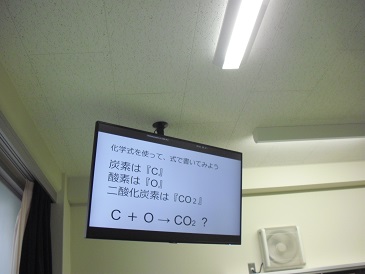 化学式を使って、式で書いてみよう
炭素は『C』
酸素は『O』
二酸化炭素は『CO₂』
C + O → CO₂ ?